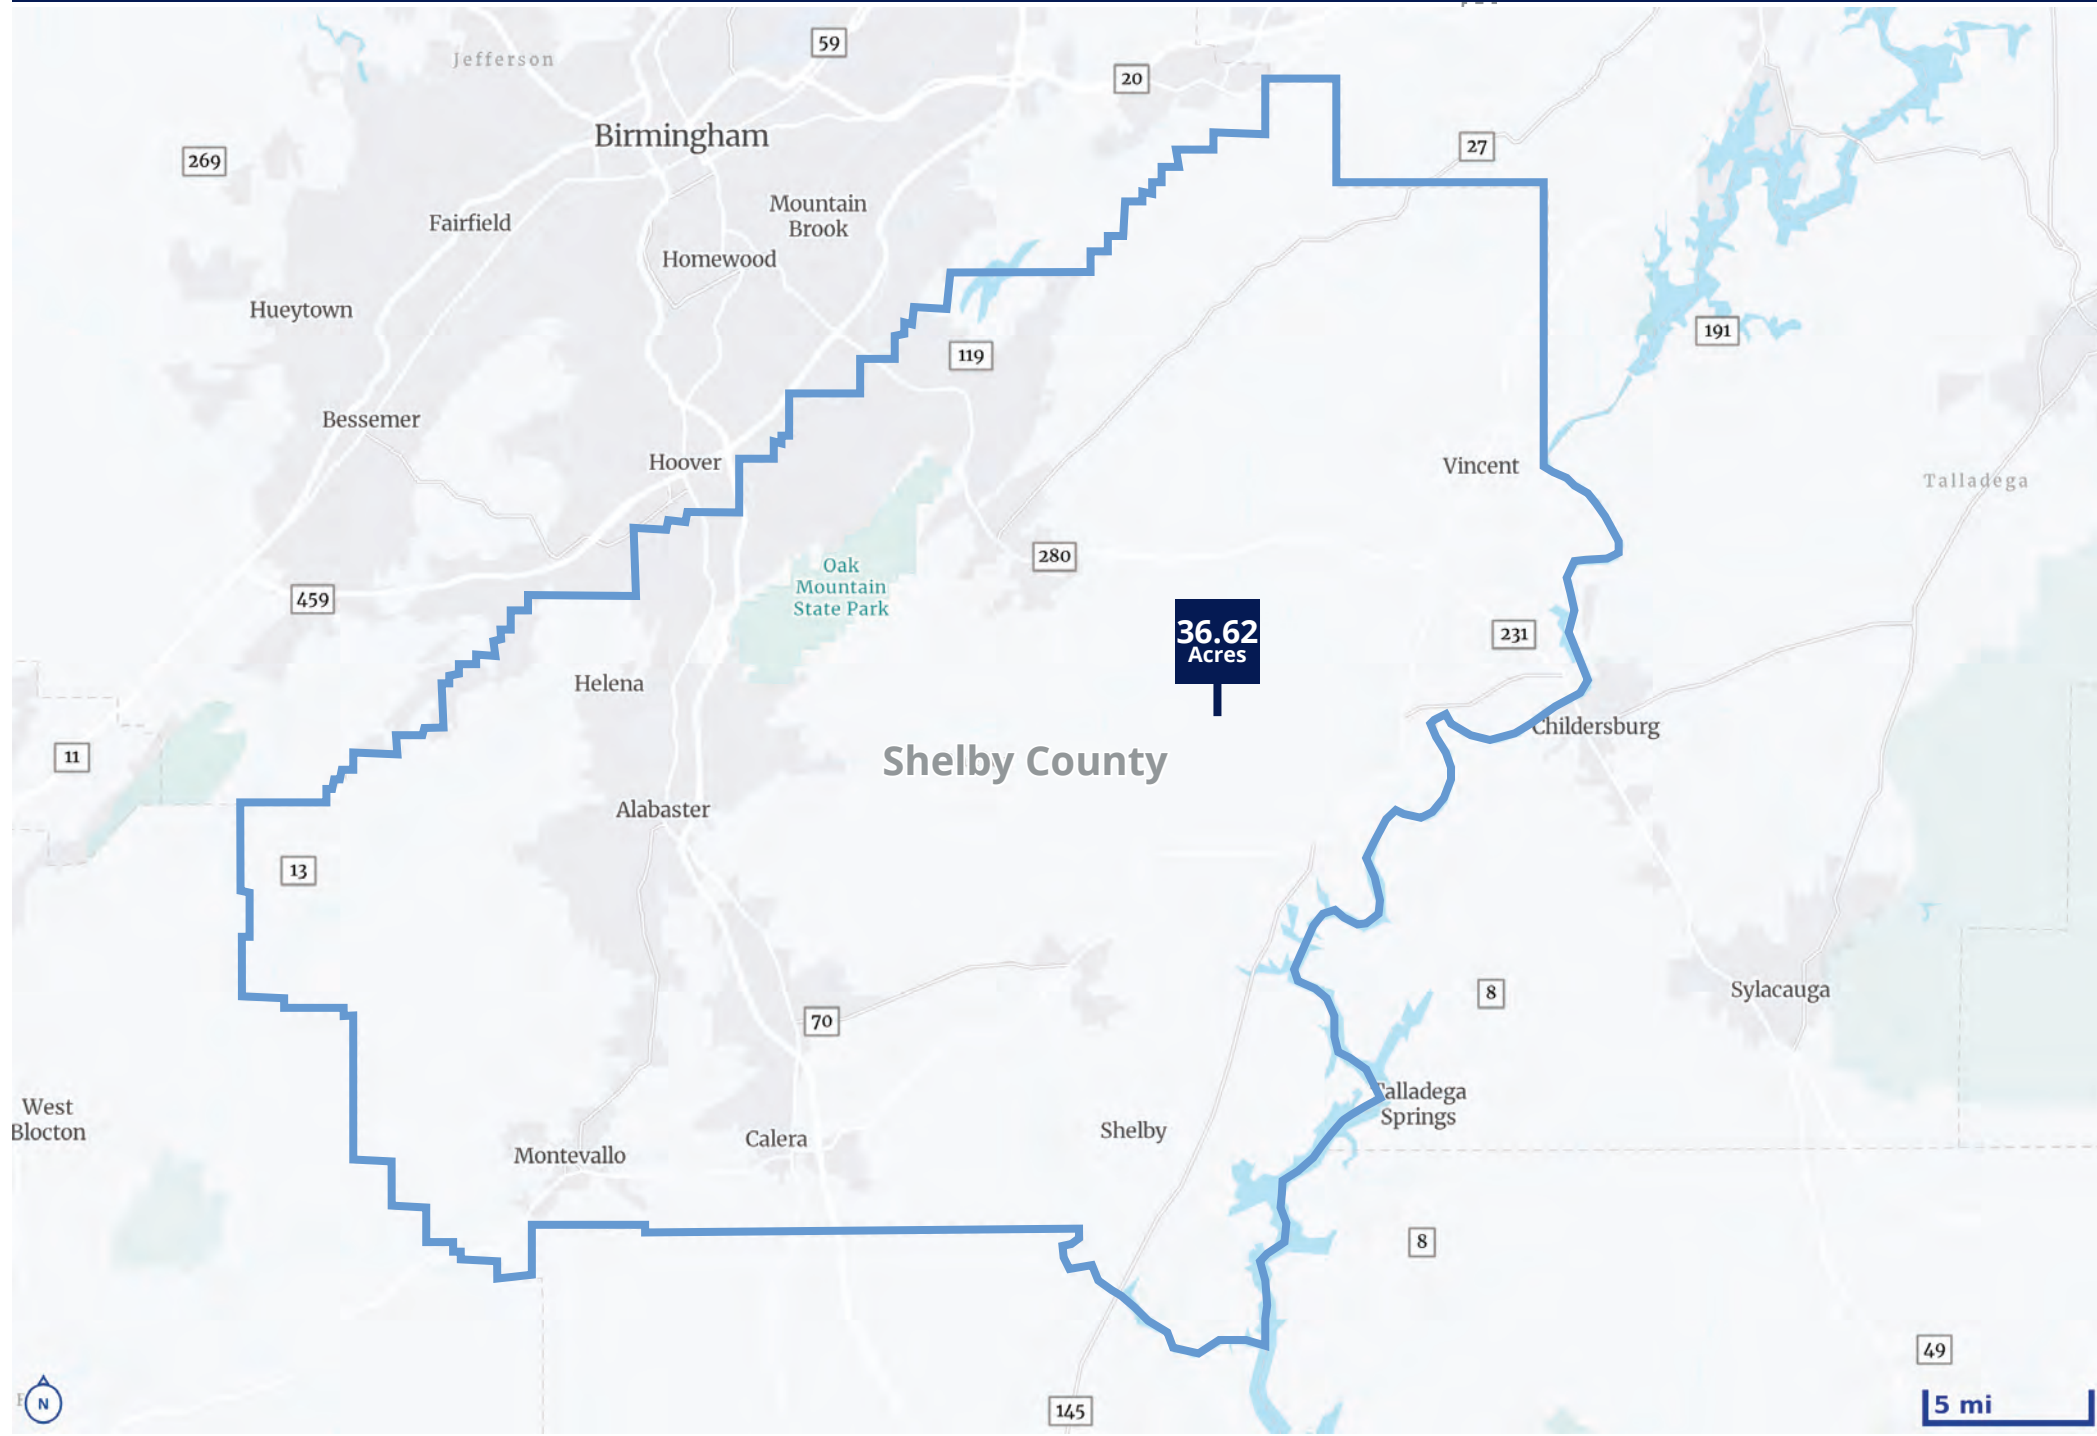 Jefferson
59
20
Birmingham
269
27
Mountain
Brook
Fairfield
Homewood
Hueytown
191
119
Bessemer
Hoover
Vincent
Talladega
280
Oak
Mountain
State Park
459
36.62
Acres
231
Helena
Childersburg
11
Shelby County
Alabaster
13
Sylacauga
8
70
Talladega
Springs
West
Blocton
Shelby
Calera
Montevallo
8
49
N
145
5 mi